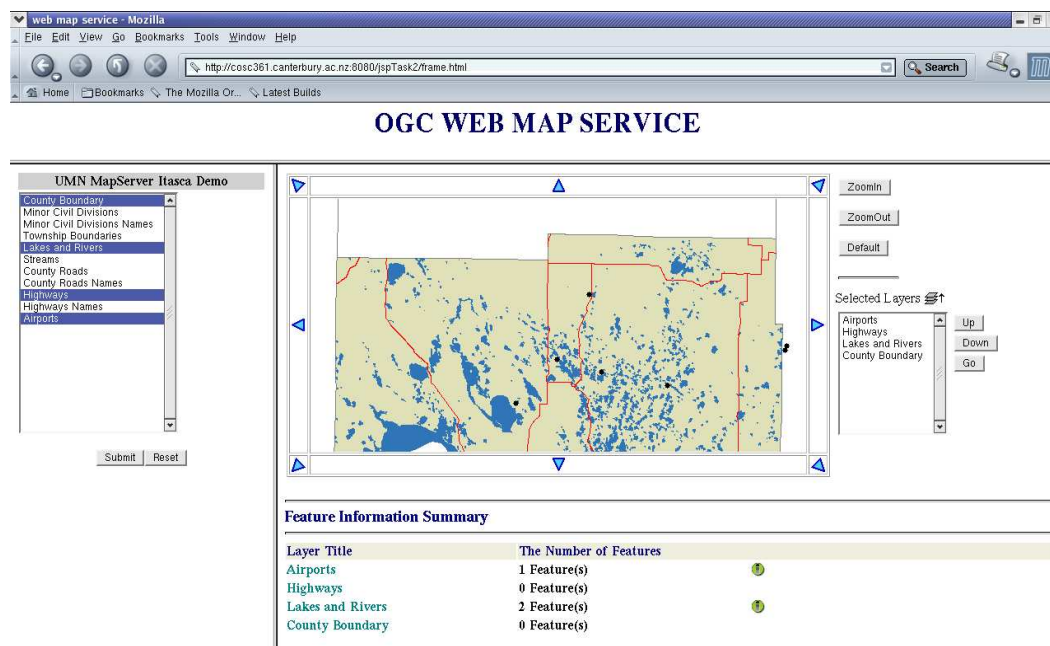 web map service - Mozilla
File Edit View Go Bookmarks Tools Window Help
http://cosc361.canterbury.ac.nz:8080/jspTask2/frame.html
Search
Home Bookmarks The Mozilla Or... Latest Builds
OGC WEB MAP SERVICE
UMN MapServer Itasca Demo
County Boundary
Minor Civil Divisions
Minor Civil Divisions Names
Township Boundaries
Lakes and Rivers
Streams
County Roads
County Roads Names
Highways
Highways Names
Airports
Submit Reset
ZoomIn
ZoomOut
Default
Selected Layers
Airports
Highways
Lakes and Rivers
County Boundary
Up
Down
Go
Feature Information Summary
Layer Title The Number of Features
Airports 1 Feature(s)
Highways 0 Feature(s)
Lakes and Rivers 2 Feature(s)
County Boundary 0 Feature(s)